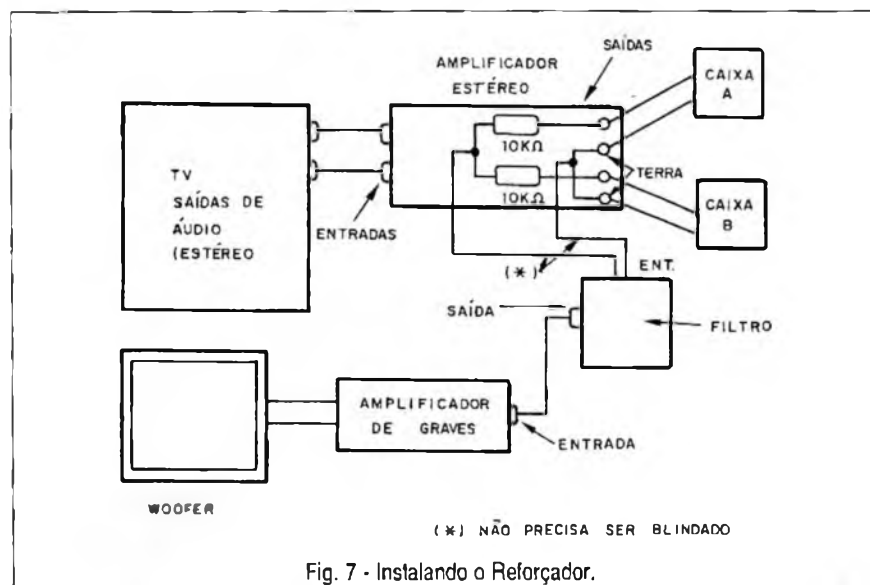 SAÍDAS
AMPLIFICADOR
ESTÉREO
CAIXA
A
10KΩ
TV
SAÍDAS DE
ÁUDIO
(ESTÉREO
ENTRADAS
10KΩ
TERRA
CAIXA
B
(*)
ENT.
SAÍDA
FILTRO
AMPLIFICADOR
DE GRAVES
ENTRADA
WOOFER
(*) NÃO PRECISA SER BLINDADO
Fig. 7 - Instalando o Reforçador.